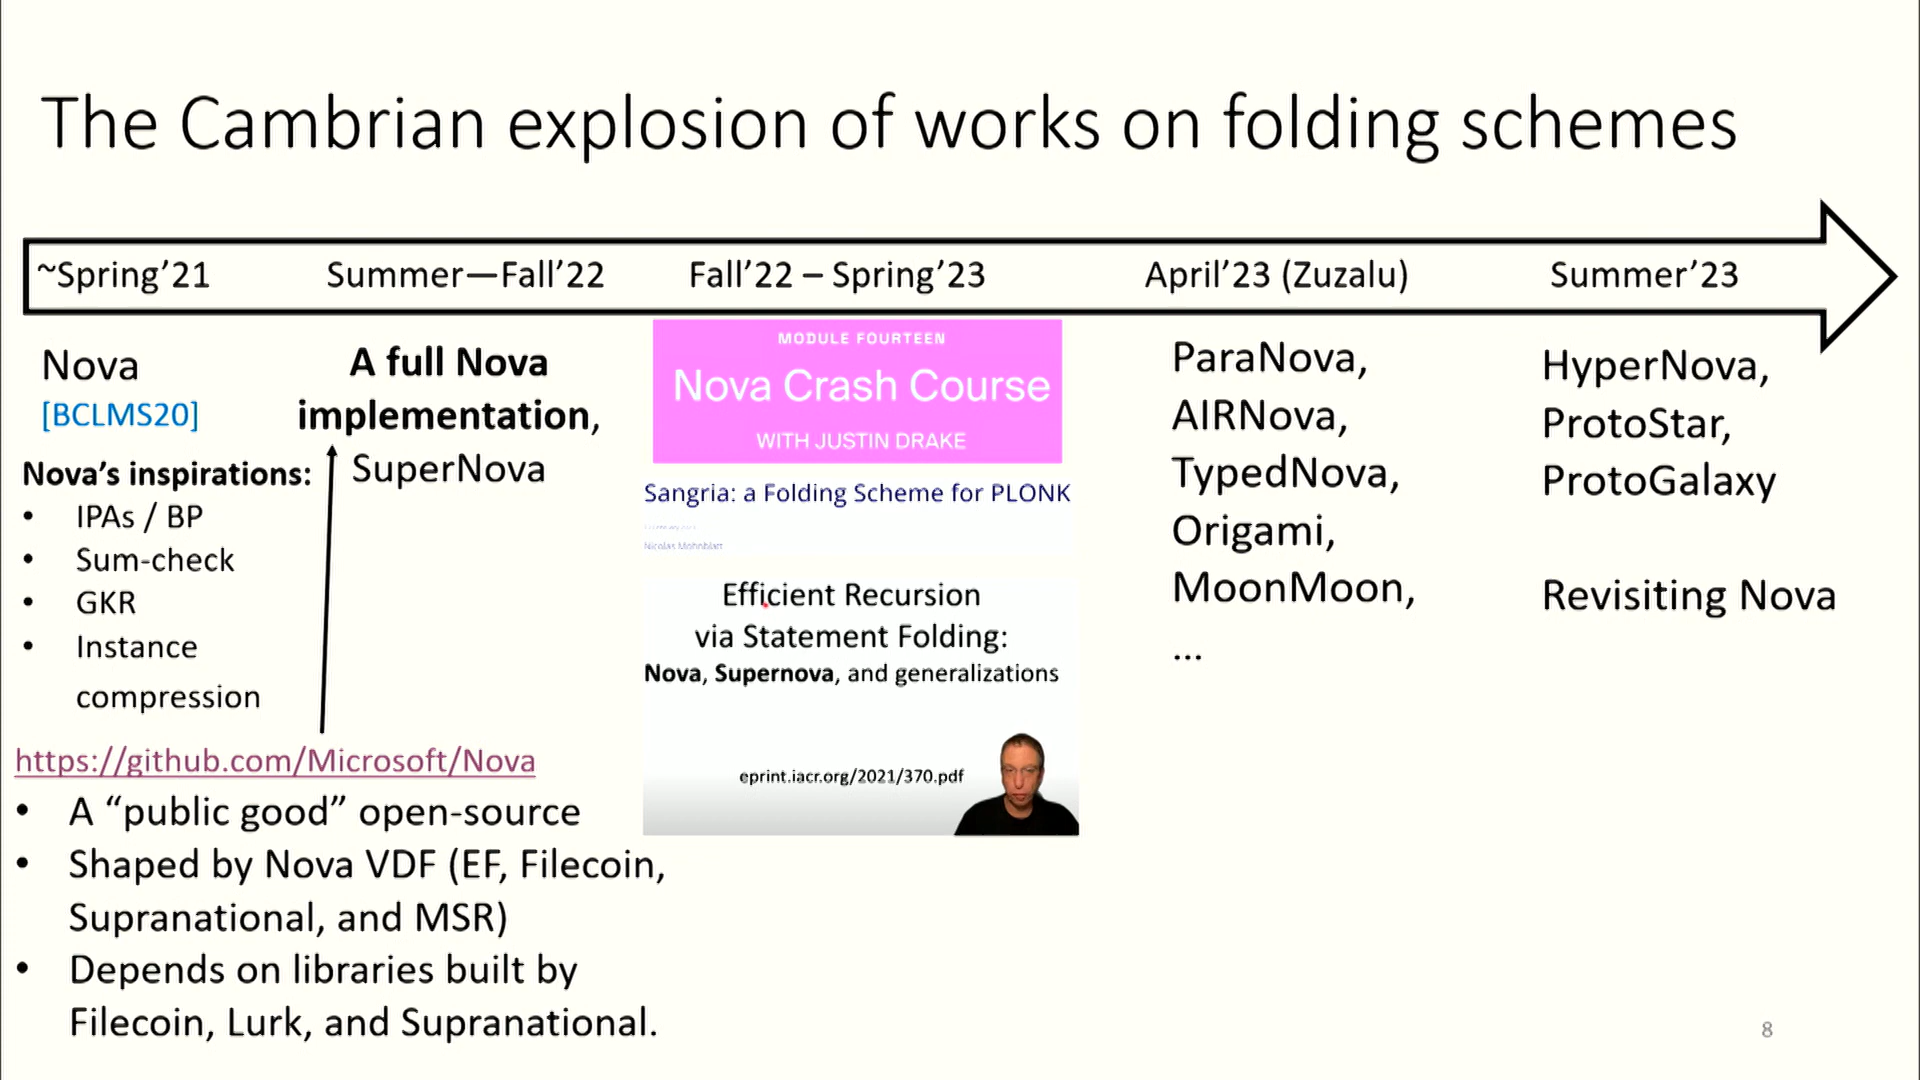 The Cambrian explosion of works on folding schemes
~Spring’21
Summer—Fall’22
Fall’22 – Spring’23
April’23 (Zuzalu)
Summer’23
Nova
[BCLMS20]
Nova’s inspirations:
• IPAs / BP
• Sum-check
• GKR
• Instance
compression
A full Nova
implementation,
SuperNova
https://github.com/Microsoft/Nova
• A “public good” open-source
• Shaped by Nova VDF (EF, Filecoin,
Supranational, and MSR)
• Depends on libraries built by
Filecoin, Lurk, and Supranational.
MODULE FOURTEEN
Nova Crash Course
WITH JUSTIN DRAKE
Sangria: a Folding Scheme for PLONK
Nicolas Mohnblatt
Efficient Recursion
via Statement Folding:
Nova, Supernova, and generalizations
eprint.iacr.org/2021/370.pdf
ParaNova,
AIRNova,
TypedNova,
Origami,
MoonMoon,
...
HyperNova,
ProtoStar,
ProtoGalaxy
Revisiting Nova
8